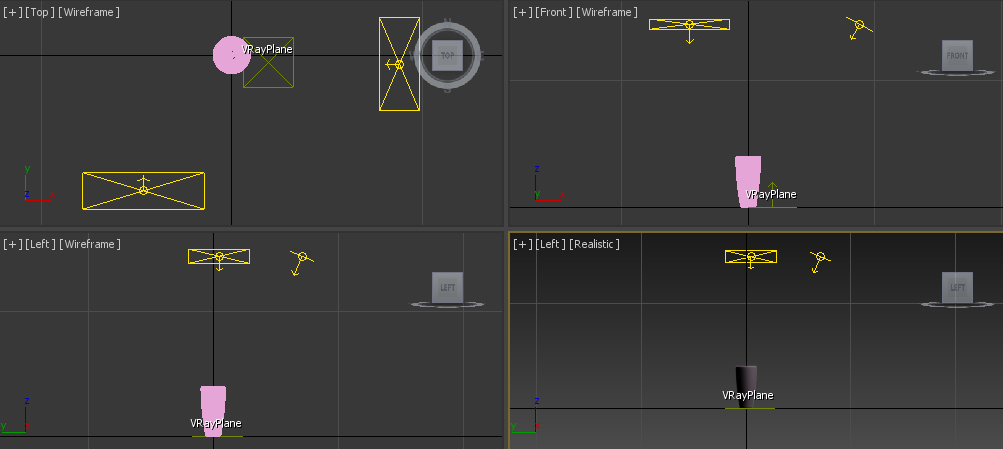 [+] [Top] [Wireframe]
VRayPlane
TOP
y
z
x
[+] [Front] [Wireframe]
FRONT
z
y
x
VRayPlane
[+] [Left] [Wireframe]
LEFT
z
y
x
VRayPlane
[+] [Left] [Realistic]
LEFT
z
y
x
VRayPlane